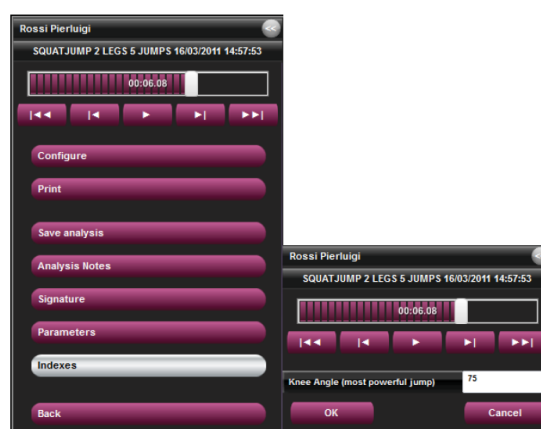 Rossi Pierluigi
<<
SQUATJUMP 2 LEGS 5 JUMPS 16/03/2011 14:57:53
00:06.08
Configure
Print
Save analysis
Analysis Notes
Signature
Parameters
Indexes
Back
Rossi Pierluigi
SQUATJUMP 2 LEGS 5 JUMPS 16/03/2011 14:57:53
00:06.08
Knee Angle (most powerful jump) 75
OK Cancel